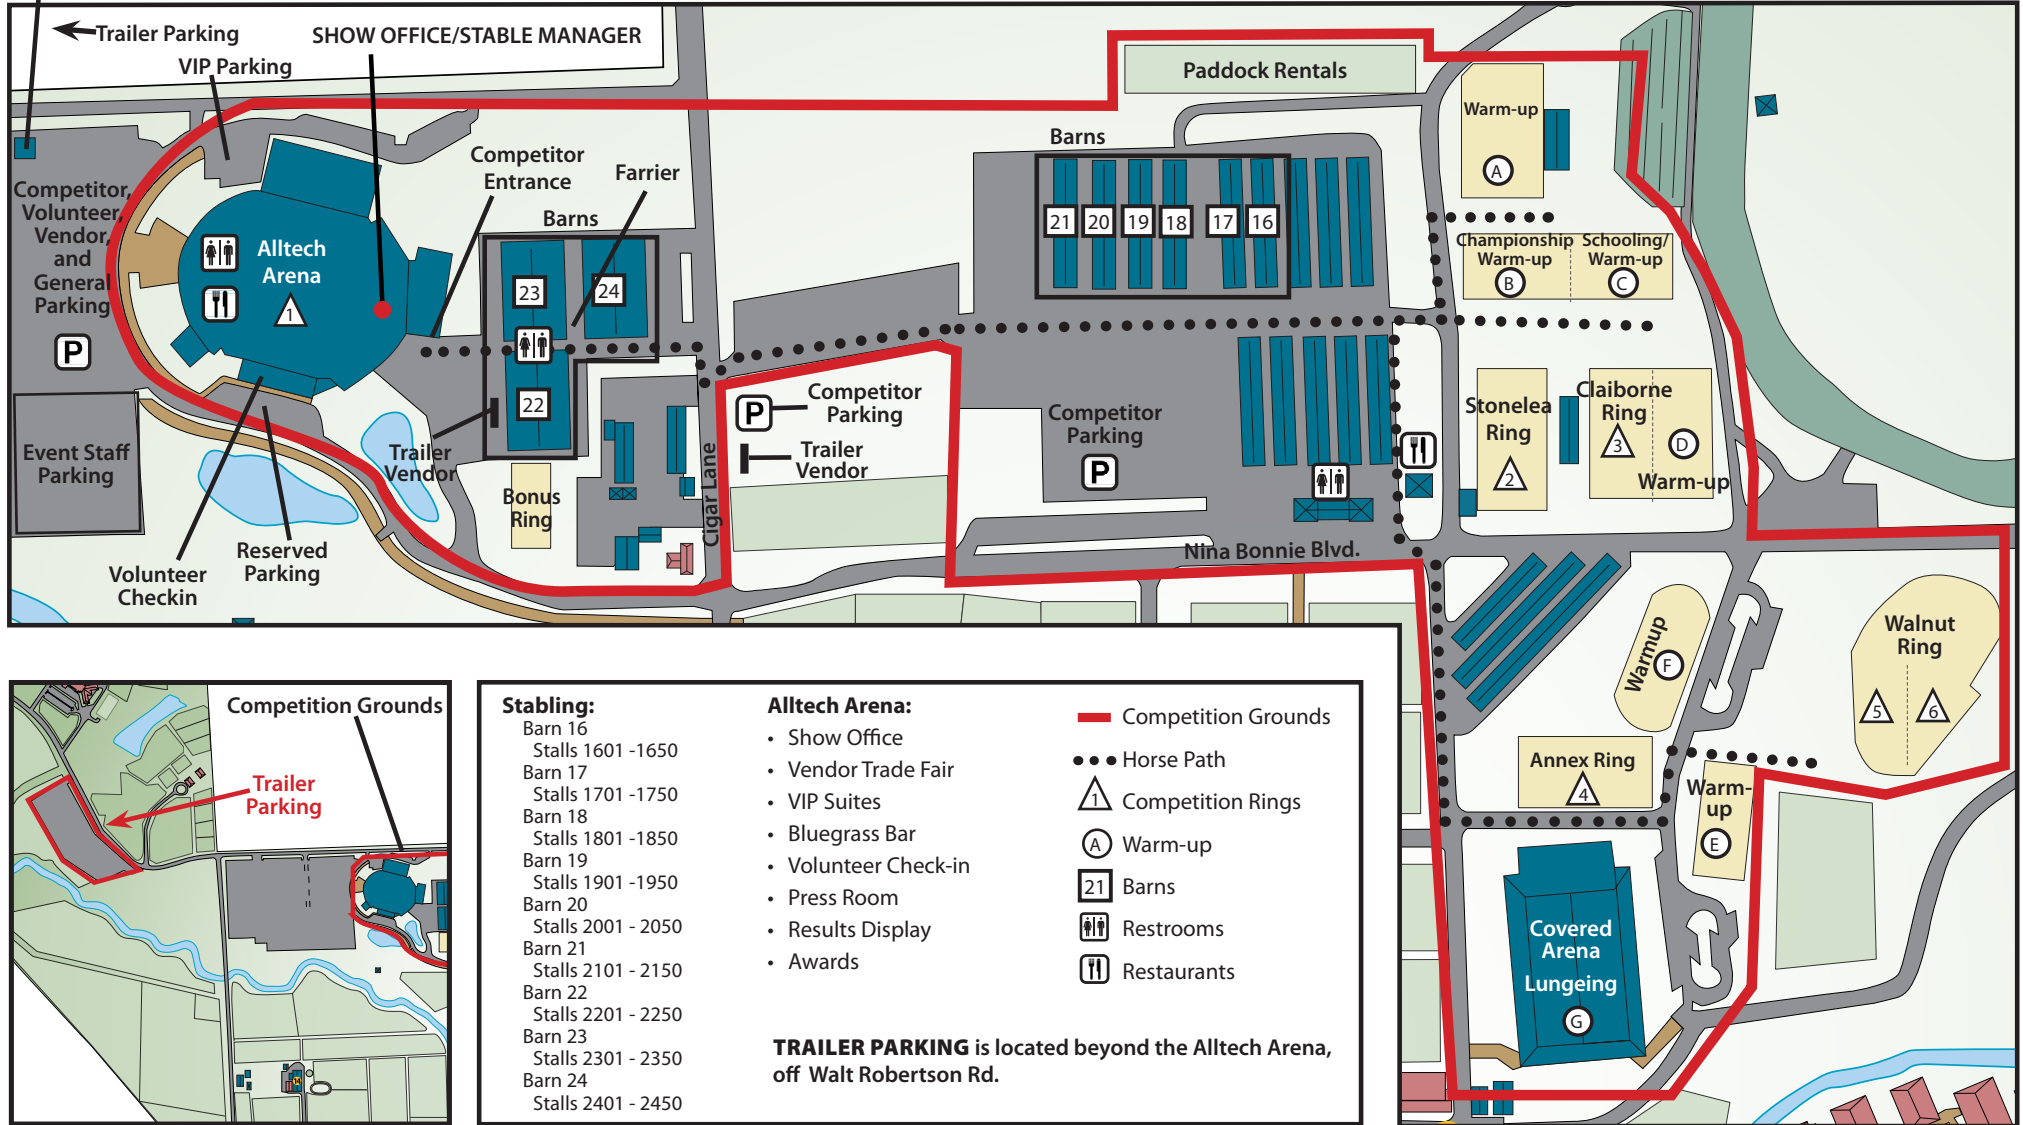 Trailer Parking
VIP Parking
SHOW OFFICE/STABLE MANAGER
Paddock Rentals
Warm-up
A
Barns
21
20
19
18
17
16
Competitor
Entrance
Farrier
Barns
Competitor,
Volunteer,
Vendor,
and
General
Parking
P
Alltech
Arena
1
23
24
22
Championship
Warm-up
B
Schooling/
Warm-up
C
Event Staff
Parking
Trailer
Vendor
Bonus
Ring
Cigar Lane
P
Competitor
Parking
Trailer
Vendor
Competitor
Parking
P
Stonelea
Ring
2
Claiborne
Ring
3
D
Warm-up
Reserved
Parking
Volunteer
Checkin
Nina Bonnie Blvd.
Warmup
F
Walnut
Ring
5
6
Annex Ring
4
Warm-
up
E
Covered
Arena
Lungeing
G
Competition Grounds
Trailer
Parking
14
Stabling:
Barn 16
Stalls 1601 -1650
Barn 17
Stalls 1701 -1750
Barn 18
Stalls 1801 -1850
Barn 19
Stalls 1901 -1950
Barn 20
Stalls 2001 - 2050
Barn 21
Stalls 2101 - 2150
Barn 22
Stalls 2201 - 2250
Barn 23
Stalls 2301 - 2350
Barn 24
Stalls 2401 - 2450
Alltech Arena:
• Show Office
• Vendor Trade Fair
• VIP Suites
• Bluegrass Bar
• Volunteer Check-in
• Press Room
• Results Display
• Awards
Competition Grounds
Horse Path
1 Competition Rings
A Warm-up
21 Barns
Restrooms
Restaurants
TRAILER PARKING is located beyond the Alltech Arena,
off Walt Robertson Rd.